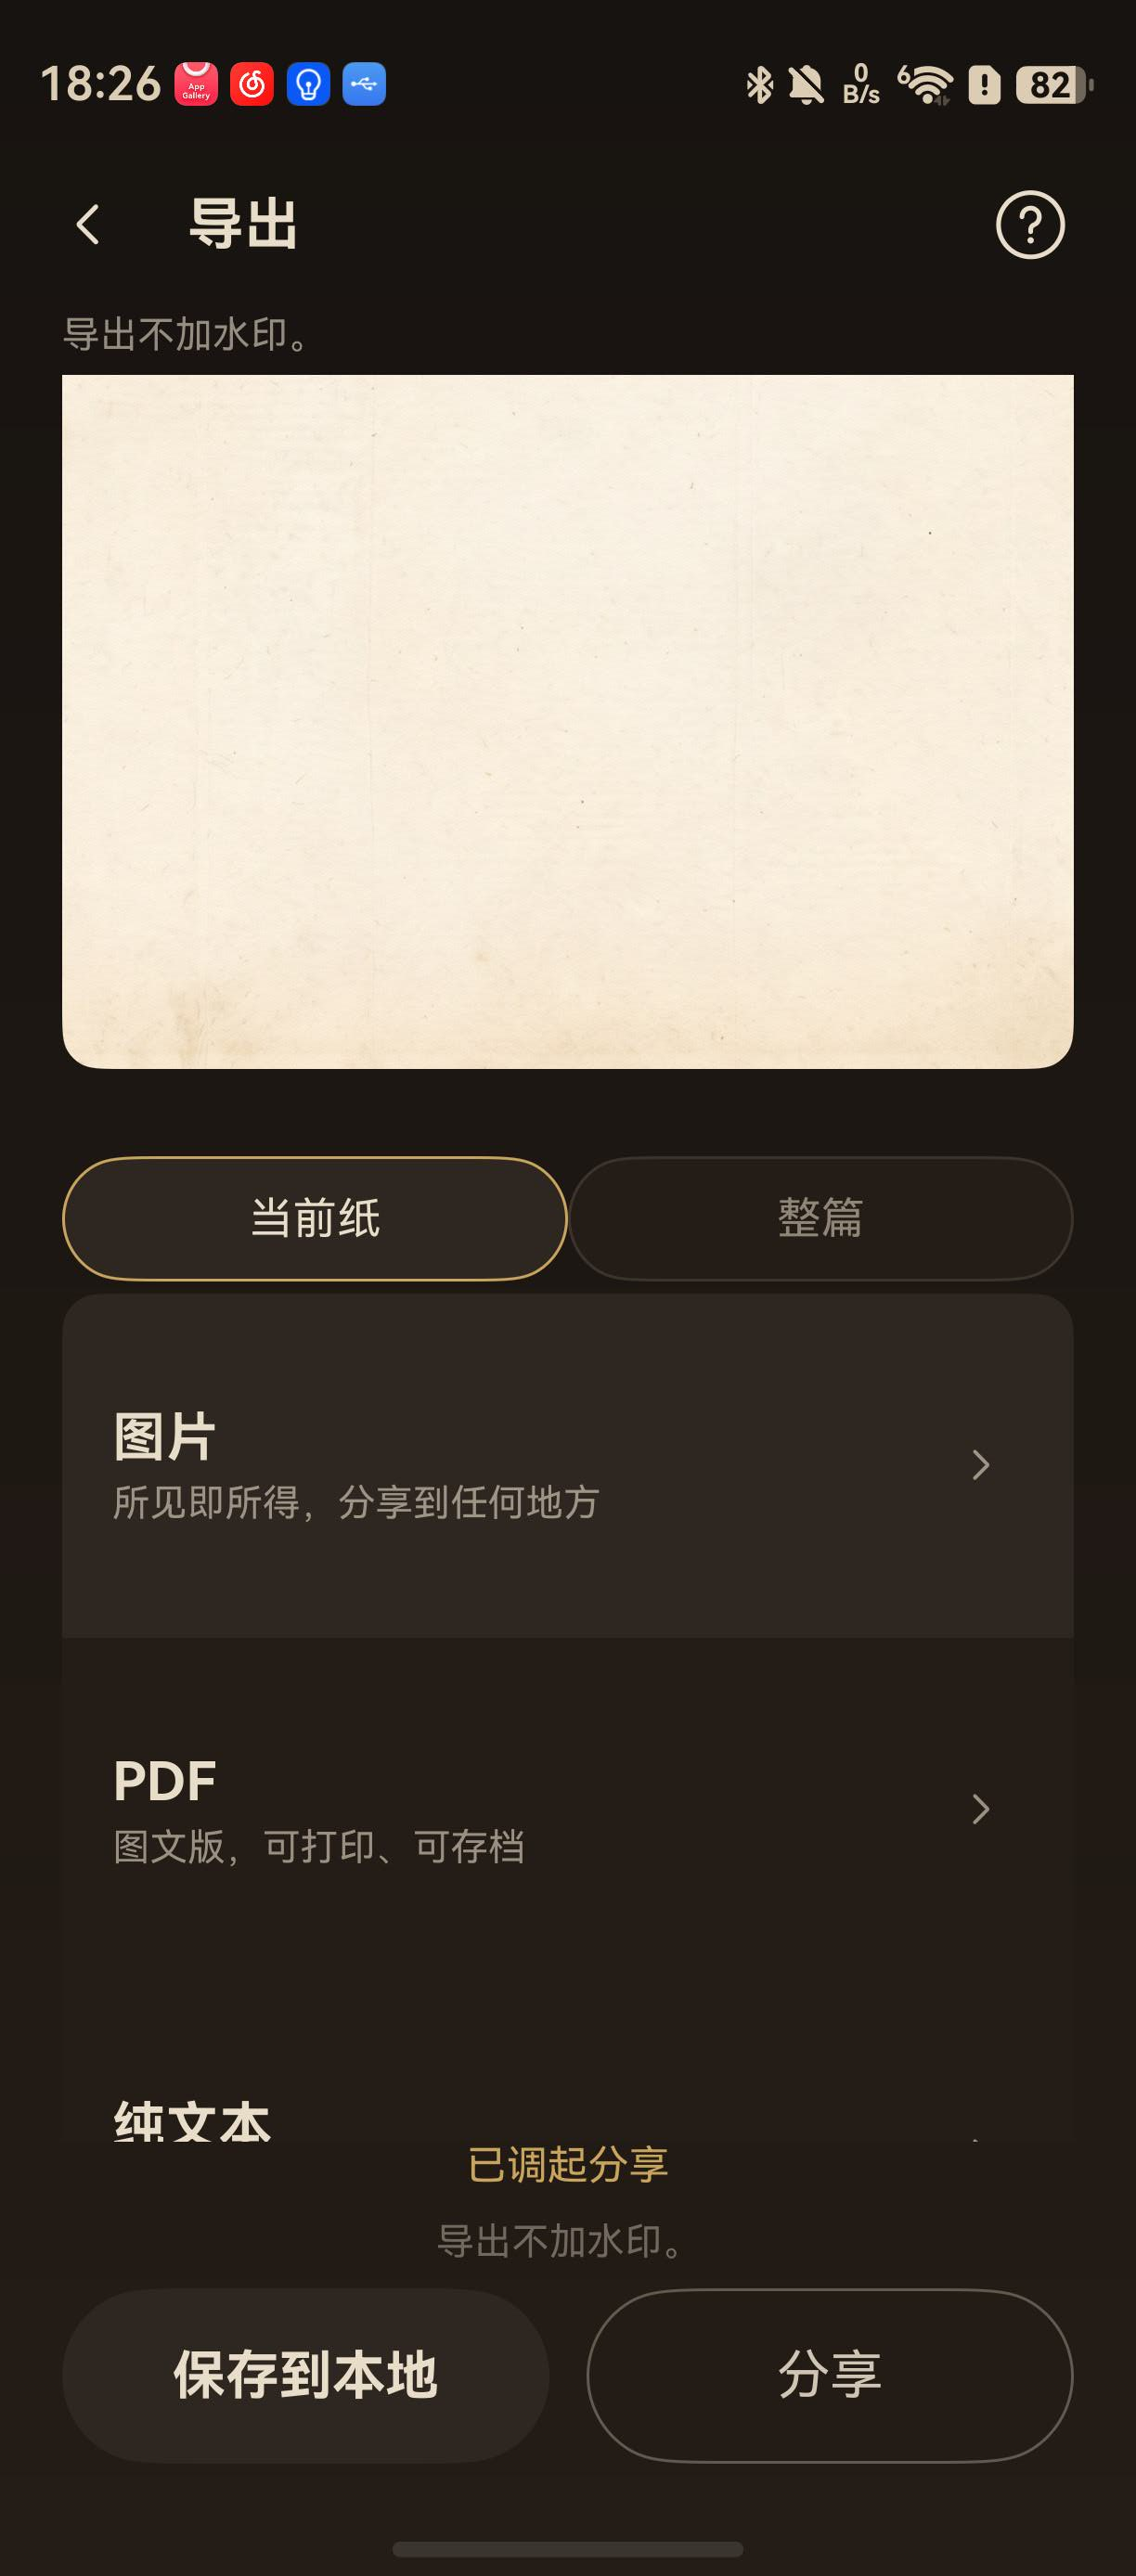 18:26
App
Gallery
0
B/s
6
82
导出
导出不加水印。
当前纸
整篇
图片
所见即所得，分享到任何地方
PDF
图文版，可打印、可存档
纯文本
已调起分享
导出不加水印。
保存到本地
分享